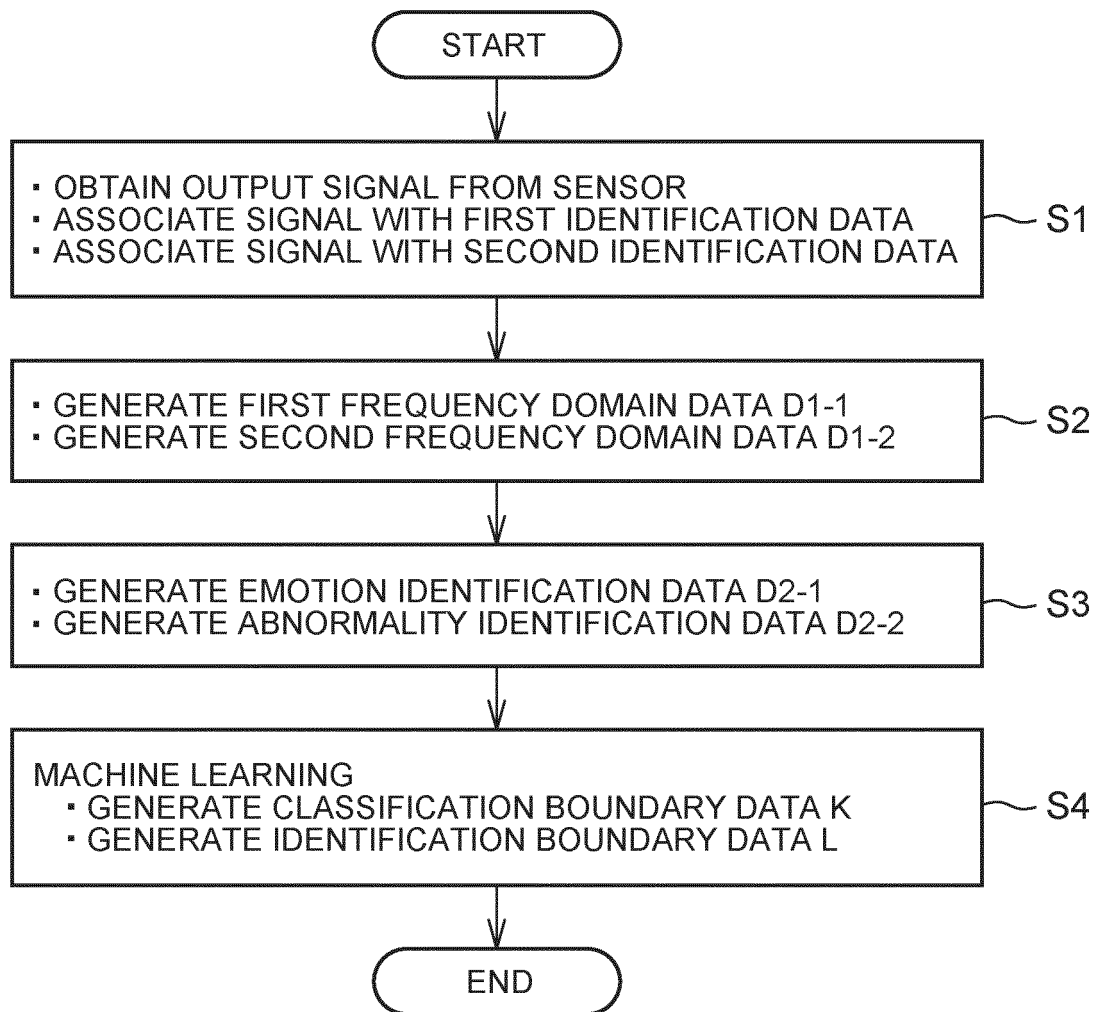 START
・OBTAIN OUTPUT SIGNAL FROM SENSOR
・ASSOCIATE SIGNAL WITH FIRST IDENTIFICATION DATA
・ASSOCIATE SIGNAL WITH SECOND IDENTIFICATION DATA
S1
・GENERATE FIRST FREQUENCY DOMAIN DATA D1-1
・GENERATE SECOND FREQUENCY DOMAIN DATA D1-2
S2
・GENERATE EMOTION IDENTIFICATION DATA D2-1
・GENERATE ABNORMALITY IDENTIFICATION DATA D2-2
S3
MACHINE LEARNING
・GENERATE CLASSIFICATION BOUNDARY DATA K
・GENERATE IDENTIFICATION BOUNDARY DATA L
S4
END